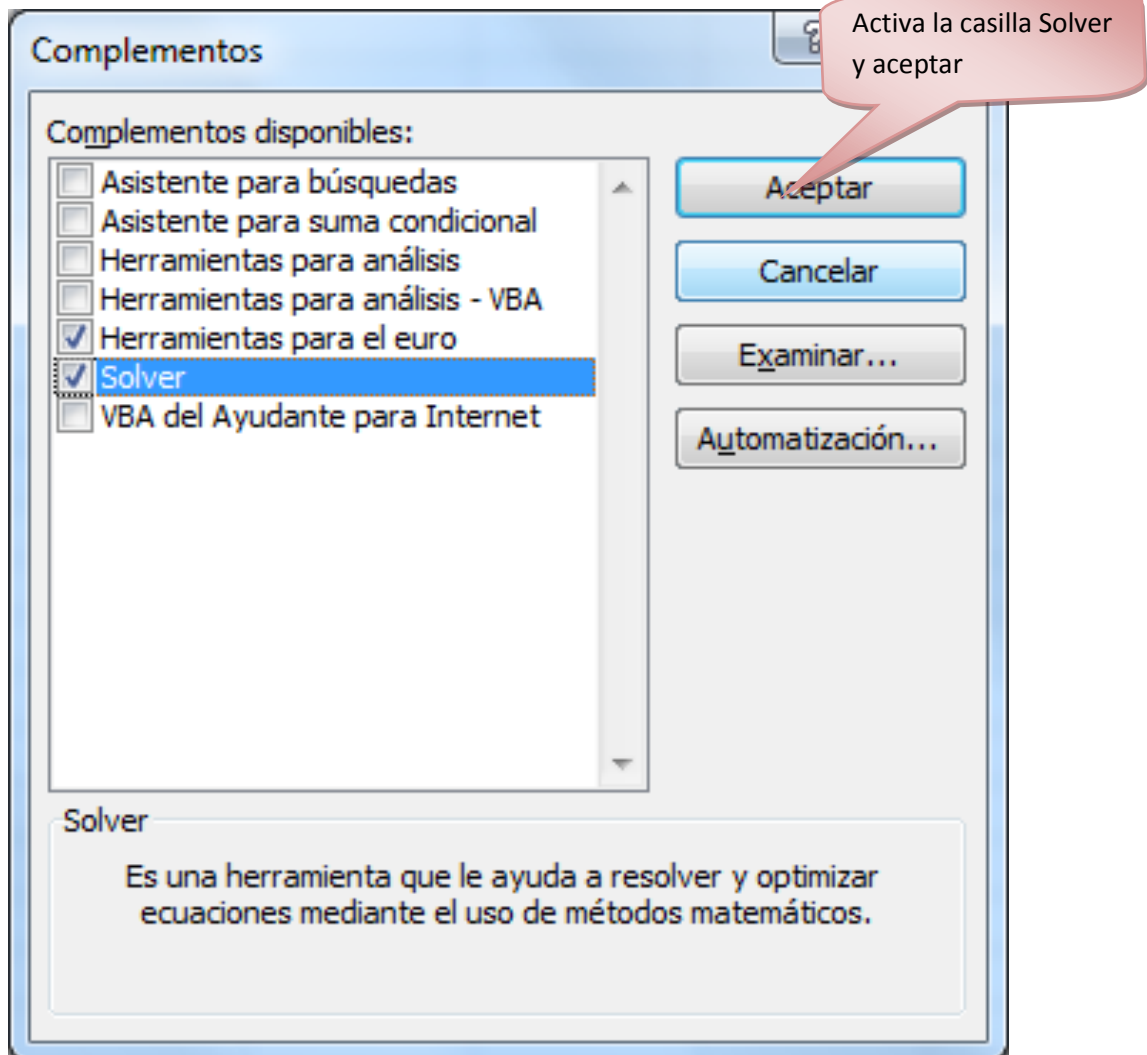 Complementos
Activa la casilla Solver
y aceptar
Complementos disponibles:
Asistente para búsquedas
Asistente para suma condicional
Herramientas para análisis
Herramientas para análisis - VBA
Herramientas para el euro
Solver
VBA del Ayudante para Internet
Aceptar
Cancelar
Examinar...
Automatización...
Solver
Es una herramienta que le ayuda a resolver y optimizar
ecuaciones mediante el uso de métodos matemáticos.